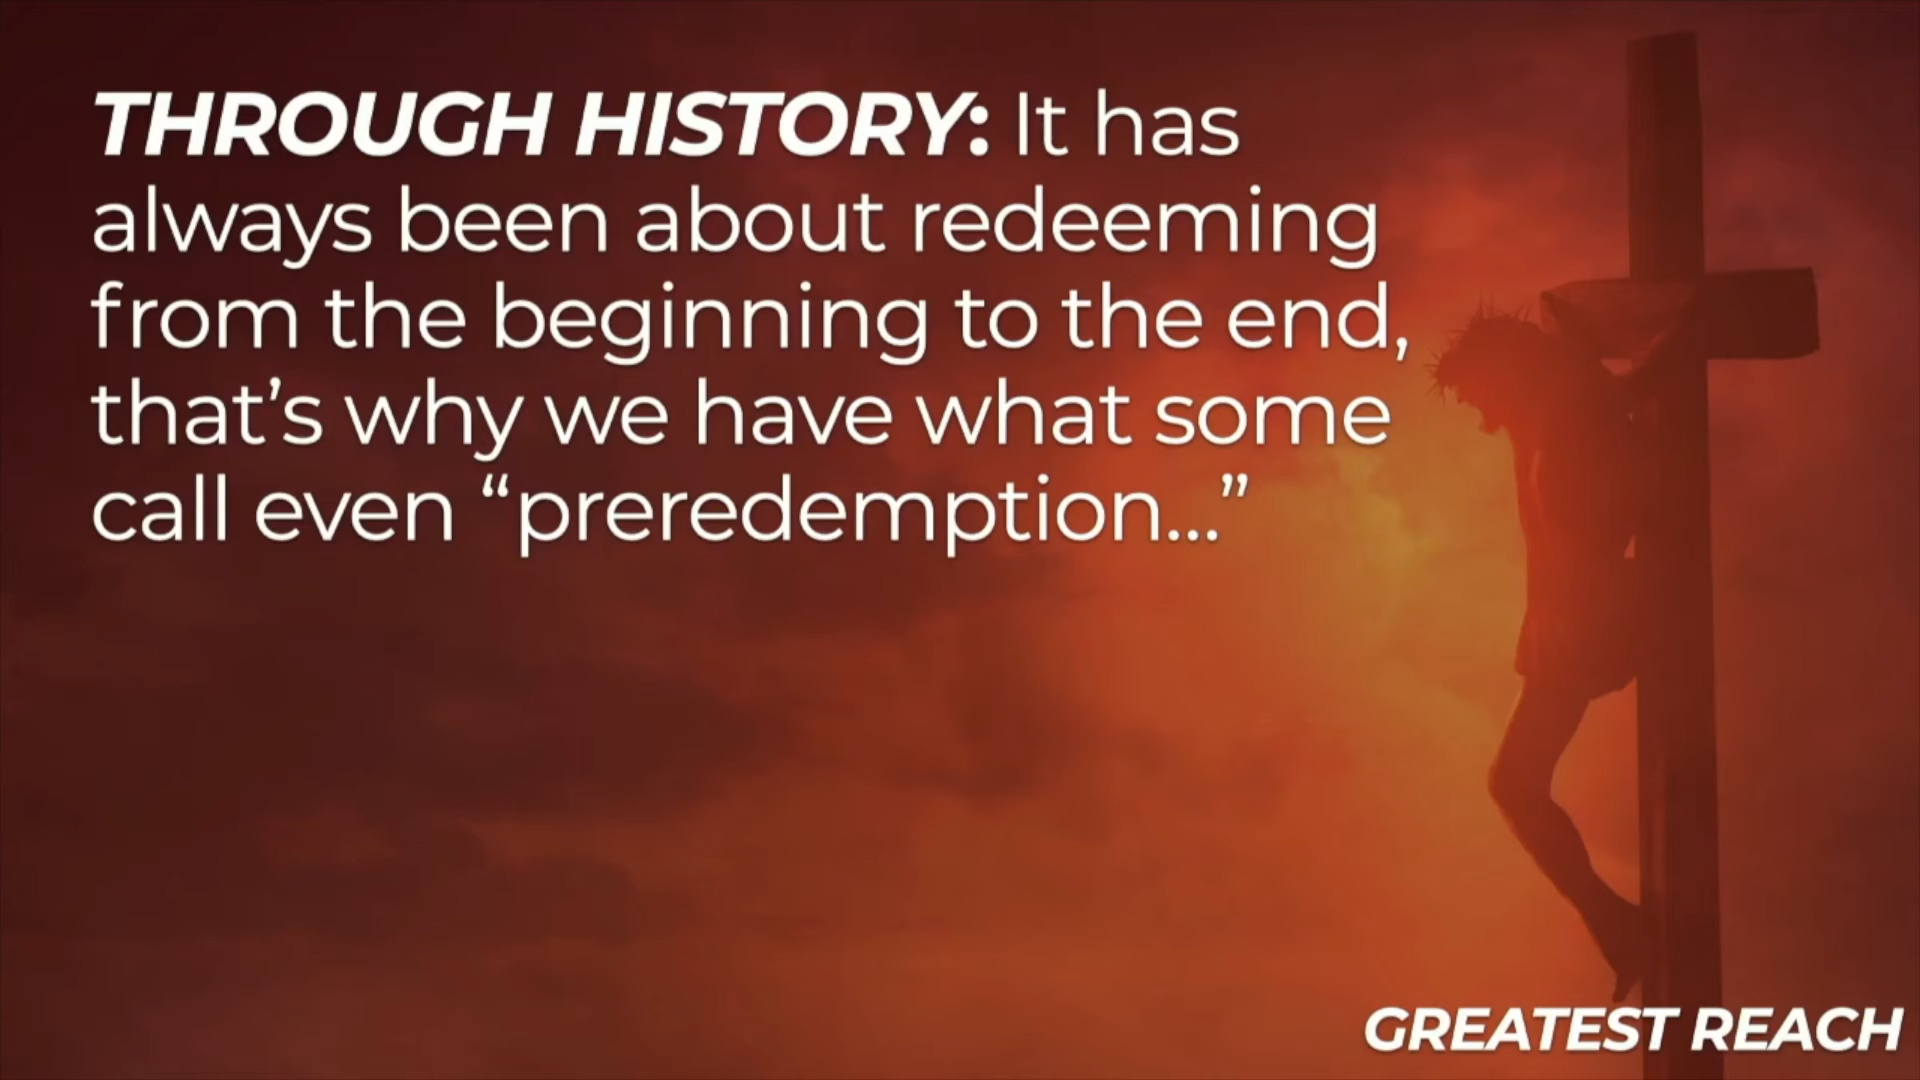 THROUGH HISTORY: It has
always been about redeeming
from the beginning to the end,
that’s why we have what some
call even “preredemption...”
GREATEST REACH